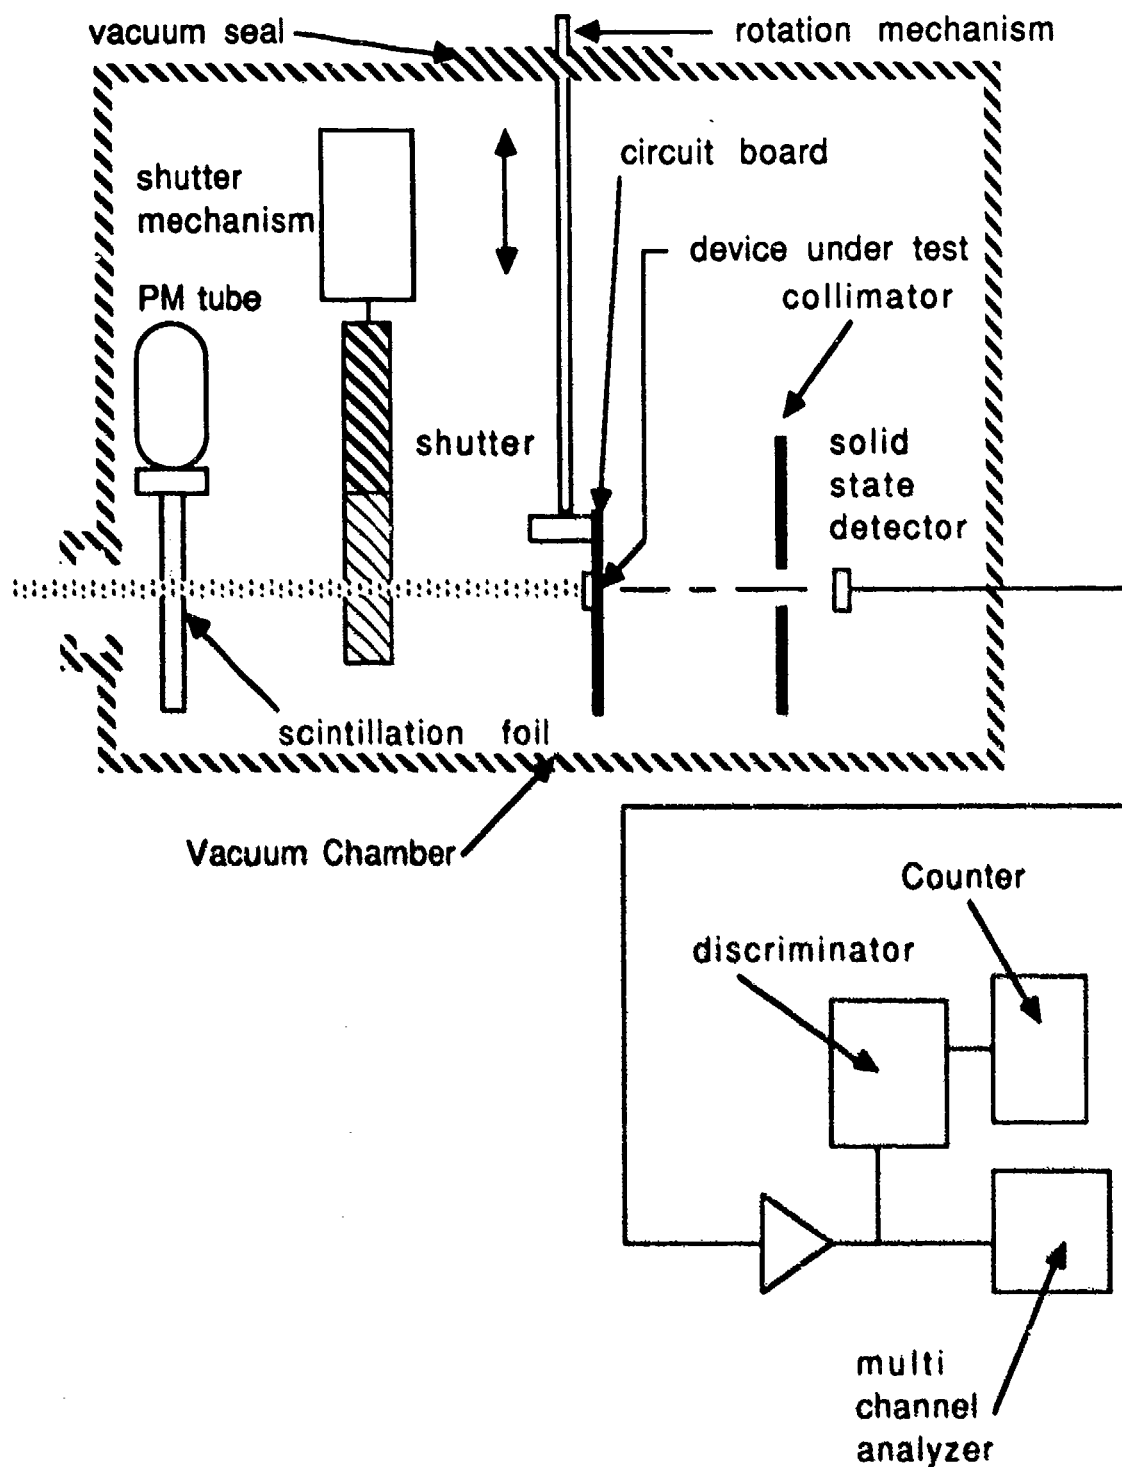 vacuum seal
rotation mechanism
circuit board
shutter
mechanism
device under test
collimator
PM tube
shutter
solid
state
detector
scintillation foil
Vacuum Chamber
Counter
discriminator
multi
channel
analyzer